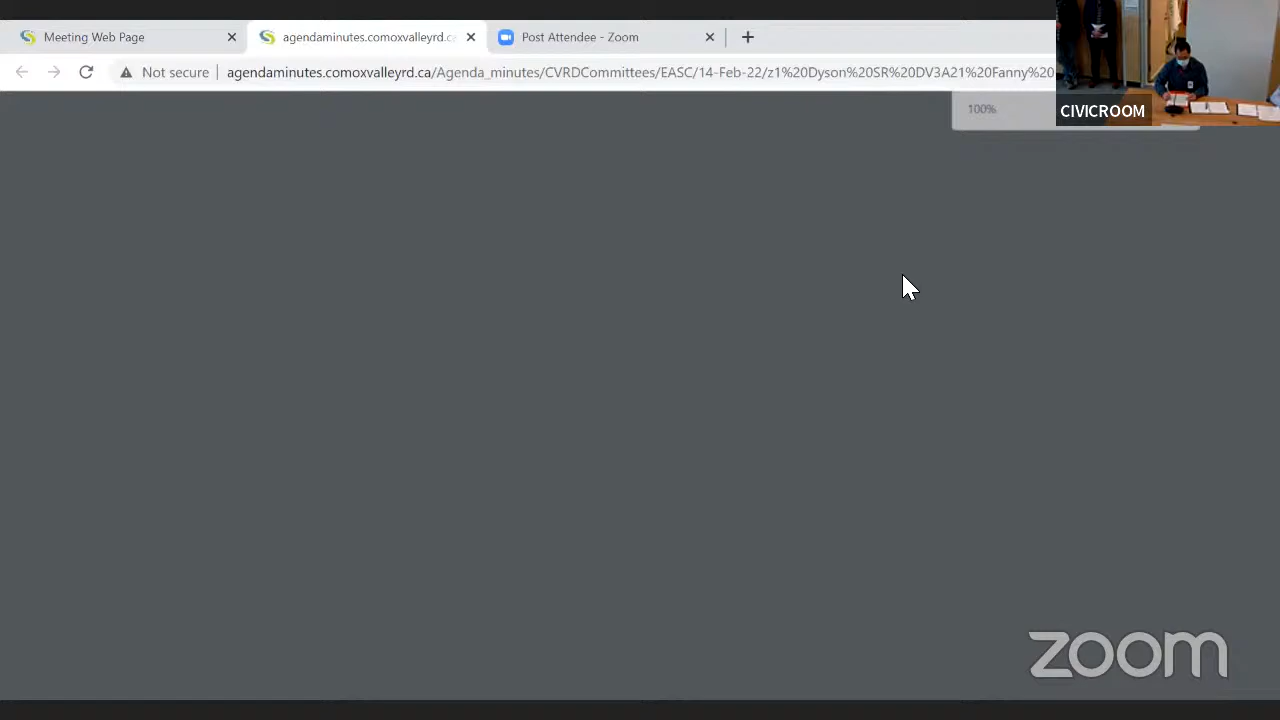 Meeting Web Page
agendaminutes.comoxvalleyrd.ca
Post Attendee - Zoom
Not secure
agendaminutes.comoxvalleyrd.ca/Agenda_minutes/CVRDCommittees/EASC/14-Feb-22/z1%20Dyson%20SR%20DV3A21%20Fanny%20
100%
CIVICROOM
zoom